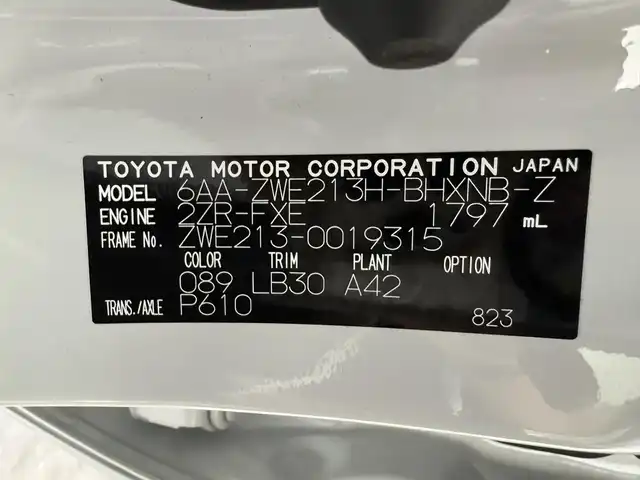 TOYOTA MOTOR CORPORATION JAPAN
MODEL 6AA-ZWE213H-BHXNB-Z
ENGINE 2ZR-FXE 1797 mL
FRAME No. ZWE213-0019315
COLOR TRIM PLANT OPTION
089 LB30 A42
TRANS./AXLE P610
823